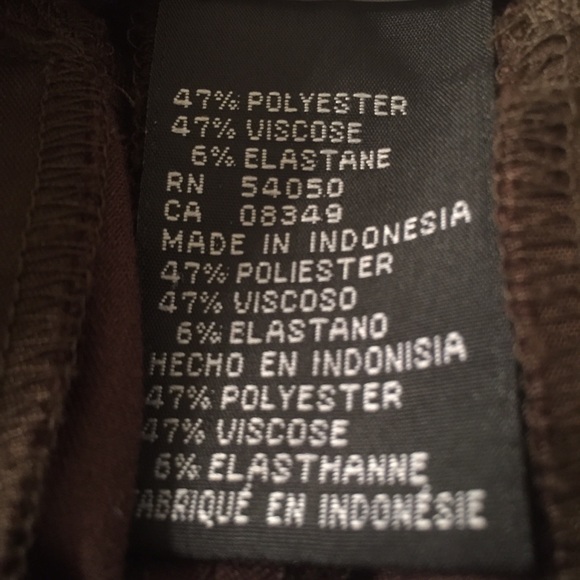 47% POLYESTER
47% VISCOSE
6% ELASTANE
RN 54050
CA 08349
MADE IN INDONESIA
47% POLIESTER
47% VISCOSO
6% ELASTANO
HECHO EN INDONISIA
47% POLYESTER
47% VISCOSE
6% ELASTHANNE
FABRIQUÉ EN INDONÉSIE